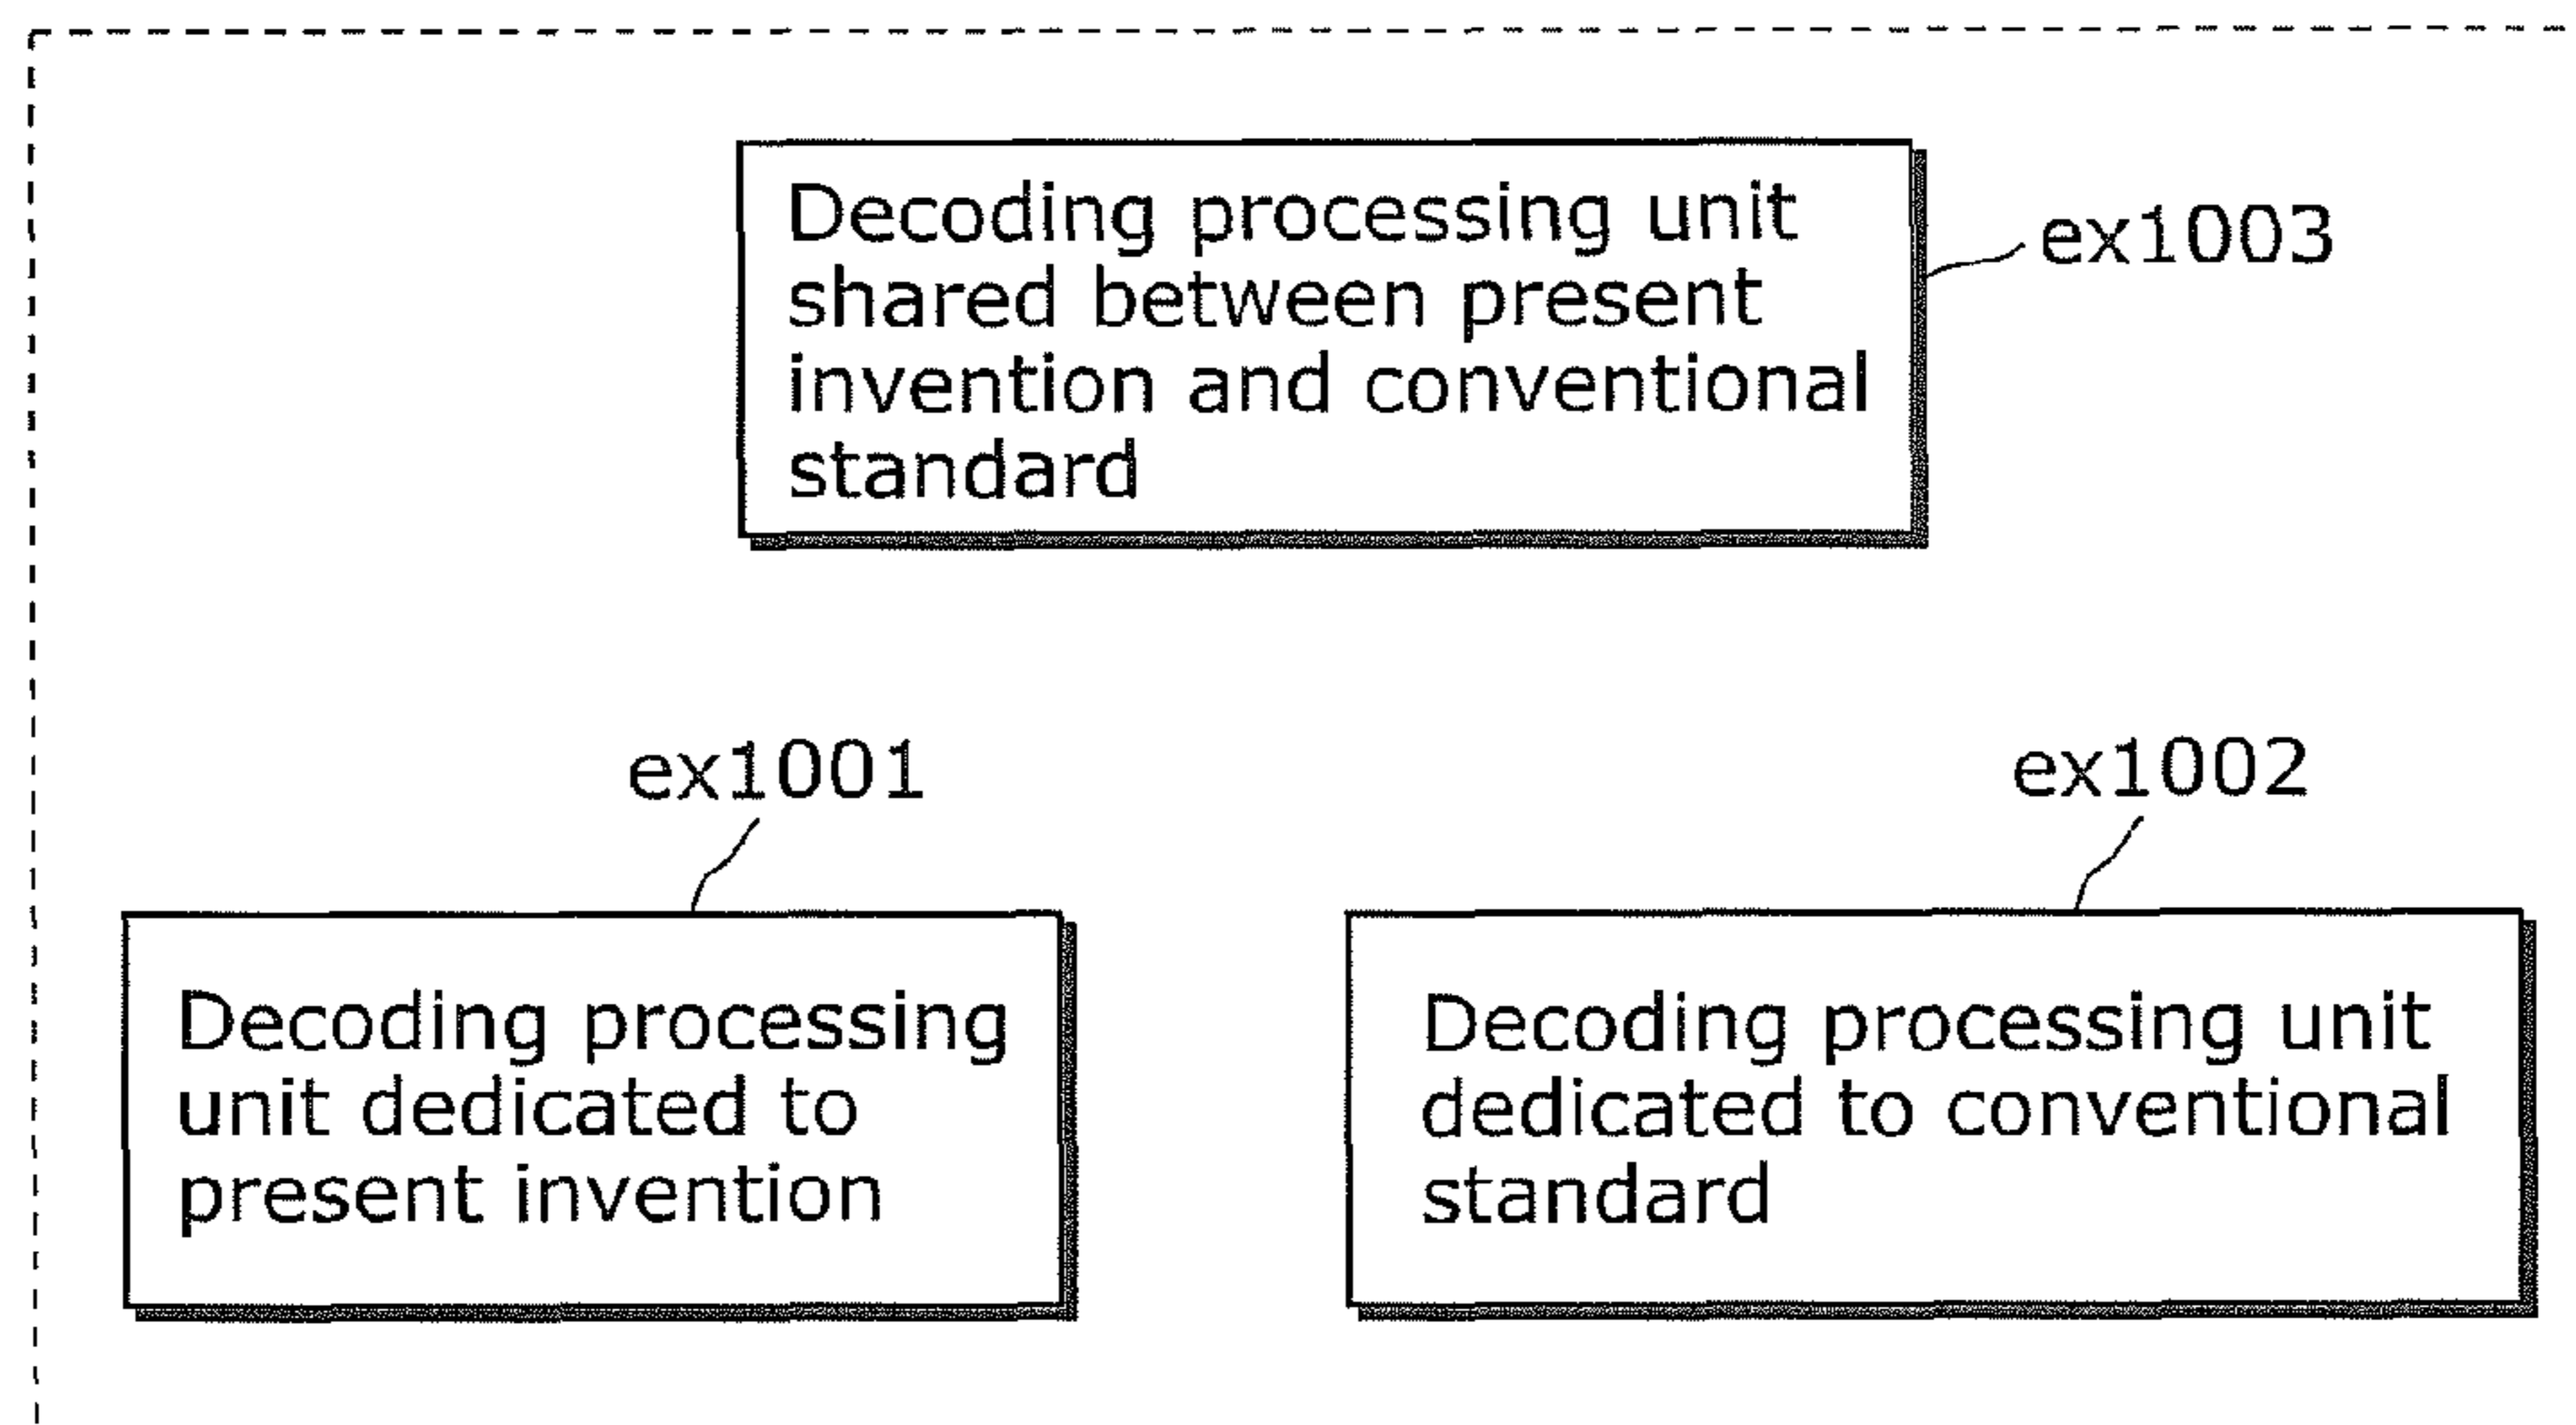 Decoding processing unit
shared between present
invention and conventional
standard
ex1003
ex1001
ex1002
Decoding processing
unit dedicated to
present invention
Decoding processing unit
dedicated to conventional
standard